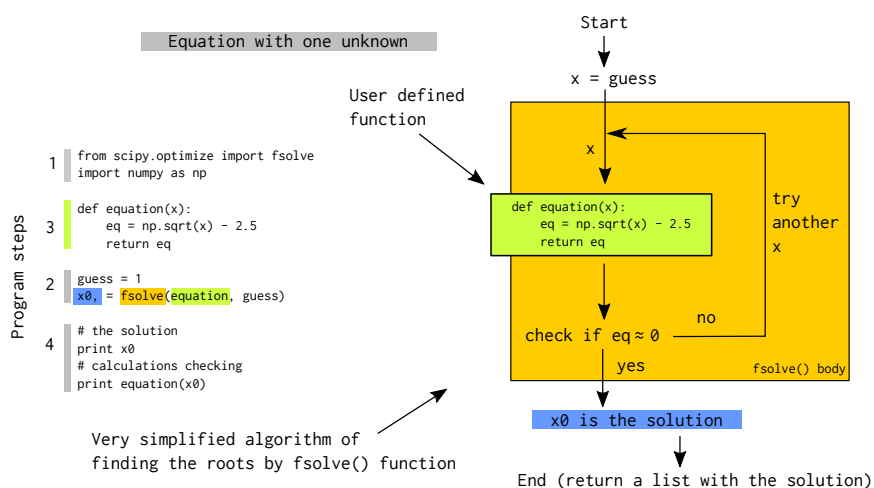 Equation with one unknown
Start
x = guess
User defined
function
Program steps
1
from scipy.optimize import fsolve
import numpy as np
3
def equation(x):
    eq = np.sqrt(x) - 2.5
    return eq
2
guess = 1
x0, = fsolve(equation, guess)
4
# the solution
print x0
# calculations checking
print equation(x0)
x
def equation(x):
    eq = np.sqrt(x) - 2.5
    return eq
try
another
x
check if eq ≈ 0
no
yes
fsolve() body
x0 is the solution
Very simplified algorithm of
finding the roots by fsolve() function
End (return a list with the solution)